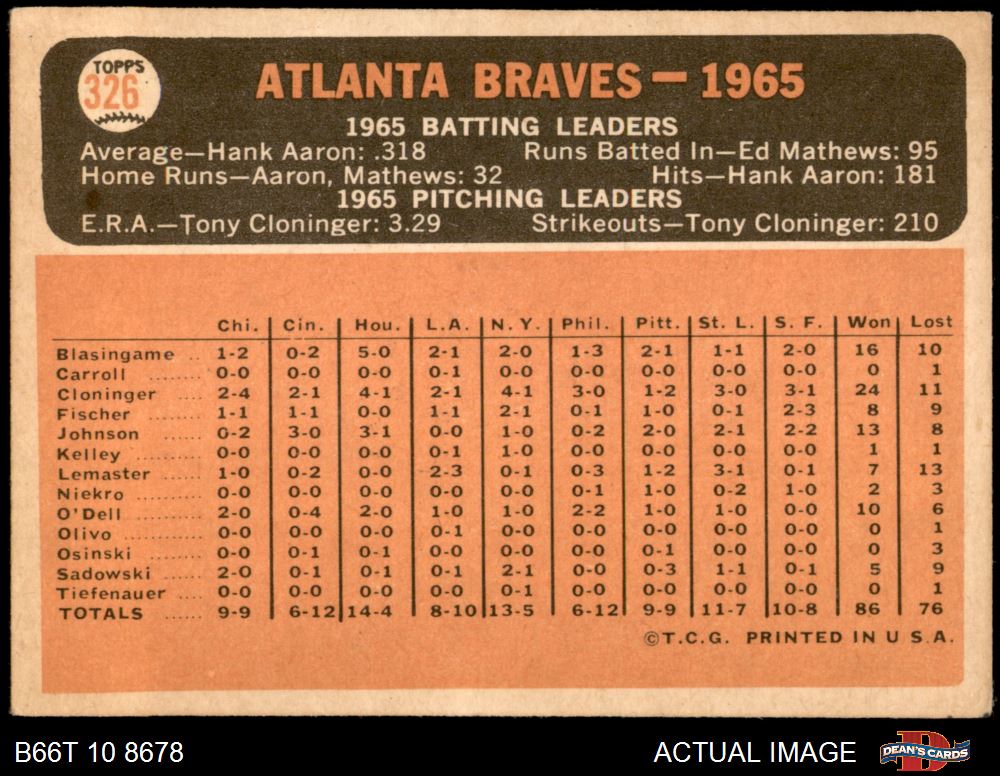 TOPPS
326
ATLANTA BRAVES—1965
1965 BATTING LEADERS
Average—Hank Aaron: .318 Runs Batted In—Ed Mathews: 95
Home Runs—Aaron, Mathews: 32 Hits—Hank Aaron: 181
1965 PITCHING LEADERS
E.R.A.—Tony Cloninger: 3.29 Strikeouts—Tony Cloninger: 210
Chi. Cin. Hou. L.A. N.Y. Phil. Pitt. St. L. S. F. Won Lost
Blasingame .. 1-2 0-2 5-0 2-1 2-0 1-3 2-1 1-1 2-0 16 10
Carroll ........ 0-0 0-0 0-0 0-1 0-0 0-0 0-0 0-0 0-0 0 1
Cloninger .... 2-4 2-1 4-1 2-1 4-1 3-0 1-2 3-0 3-1 24 11
Fischer ....... 1-1 1-1 0-0 1-1 2-1 0-1 1-0 0-1 2-3 8 9
Johnson ...... 0-2 3-0 3-1 0-0 1-0 0-2 2-0 2-1 2-2 13 8
Kelley ......... 0-0 0-0 0-0 0-1 1-0 0-0 0-0 0-0 0-0 1 1
Lemaster .... 1-0 0-2 0-0 2-3 0-1 0-3 1-2 3-1 0-1 7 13
Niekro ......... 0-0 0-0 0-0 0-0 0-0 0-1 1-0 0-2 1-0 2 3
O'Dell .......... 2-0 0-4 2-0 1-0 1-0 2-2 1-0 1-0 0-0 10 6
Olivo ........... 0-0 0-0 0-0 0-1 0-0 0-0 0-0 0-0 0-0 0 1
Osinski ....... 0-0 0-1 0-1 0-0 0-0 0-0 0-1 0-0 0-0 0 3
Sadowski ..... 2-0 0-1 0-1 0-1 2-1 0-0 0-3 1-1 0-1 5 9
Tiefenauer .. 0-0 0-0 0-0 0-0 0-1 0-0 0-0 0-0 0-0 0 1
TOTALS ...... 9-9 6-12 14-4 8-10 13-5 6-12 9-9 11-7 10-8 86 76
©T.C.G. PRINTED IN U S.A.
B66T 10 8678 ACTUAL IMAGE DEAN'S CARDS